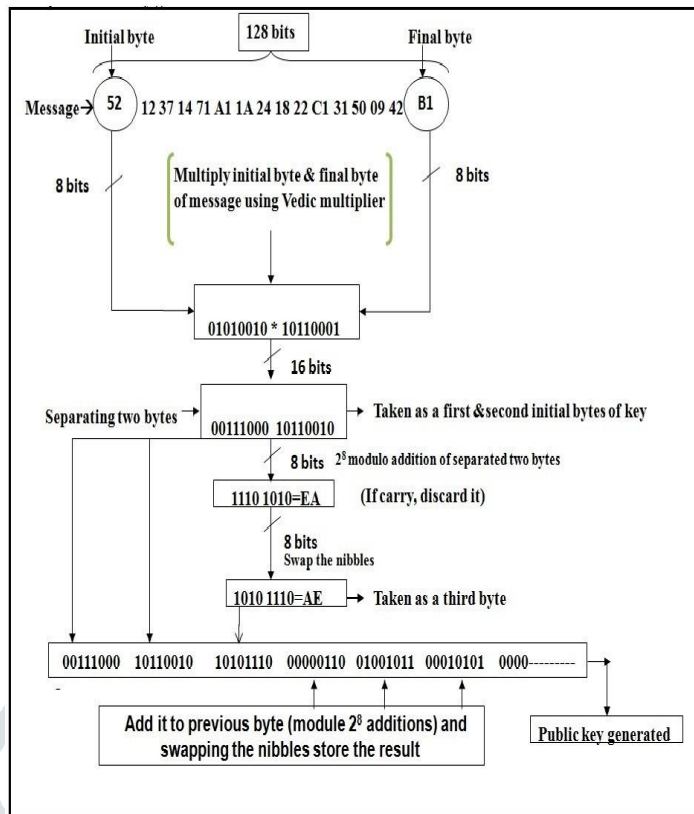 128 bits
Initial byte
Final byte
Message→ 52 12 37 14 71 A1 1A 24 18 22 C1 31 50 09 42 B1
8 bits
Multiply initial byte & final byte
of message using Vedic multiplier
8 bits
01010010 * 10110001
16 bits
Separating two bytes
00111000 10110010
Taken as a first &second initial bytes of key
8 bits
2⁸ modulo addition of separated two bytes
1110 1010=EA
(If carry, discard it)
8 bits
Swap the nibbles
1010 1110=AE
Taken as a third byte
00111000 10110010 10101110 00000110 01001011 00010101 0000---------
Add it to previous byte (module 2⁸ additions) and
swapping the nibbles store the result
Public key generated